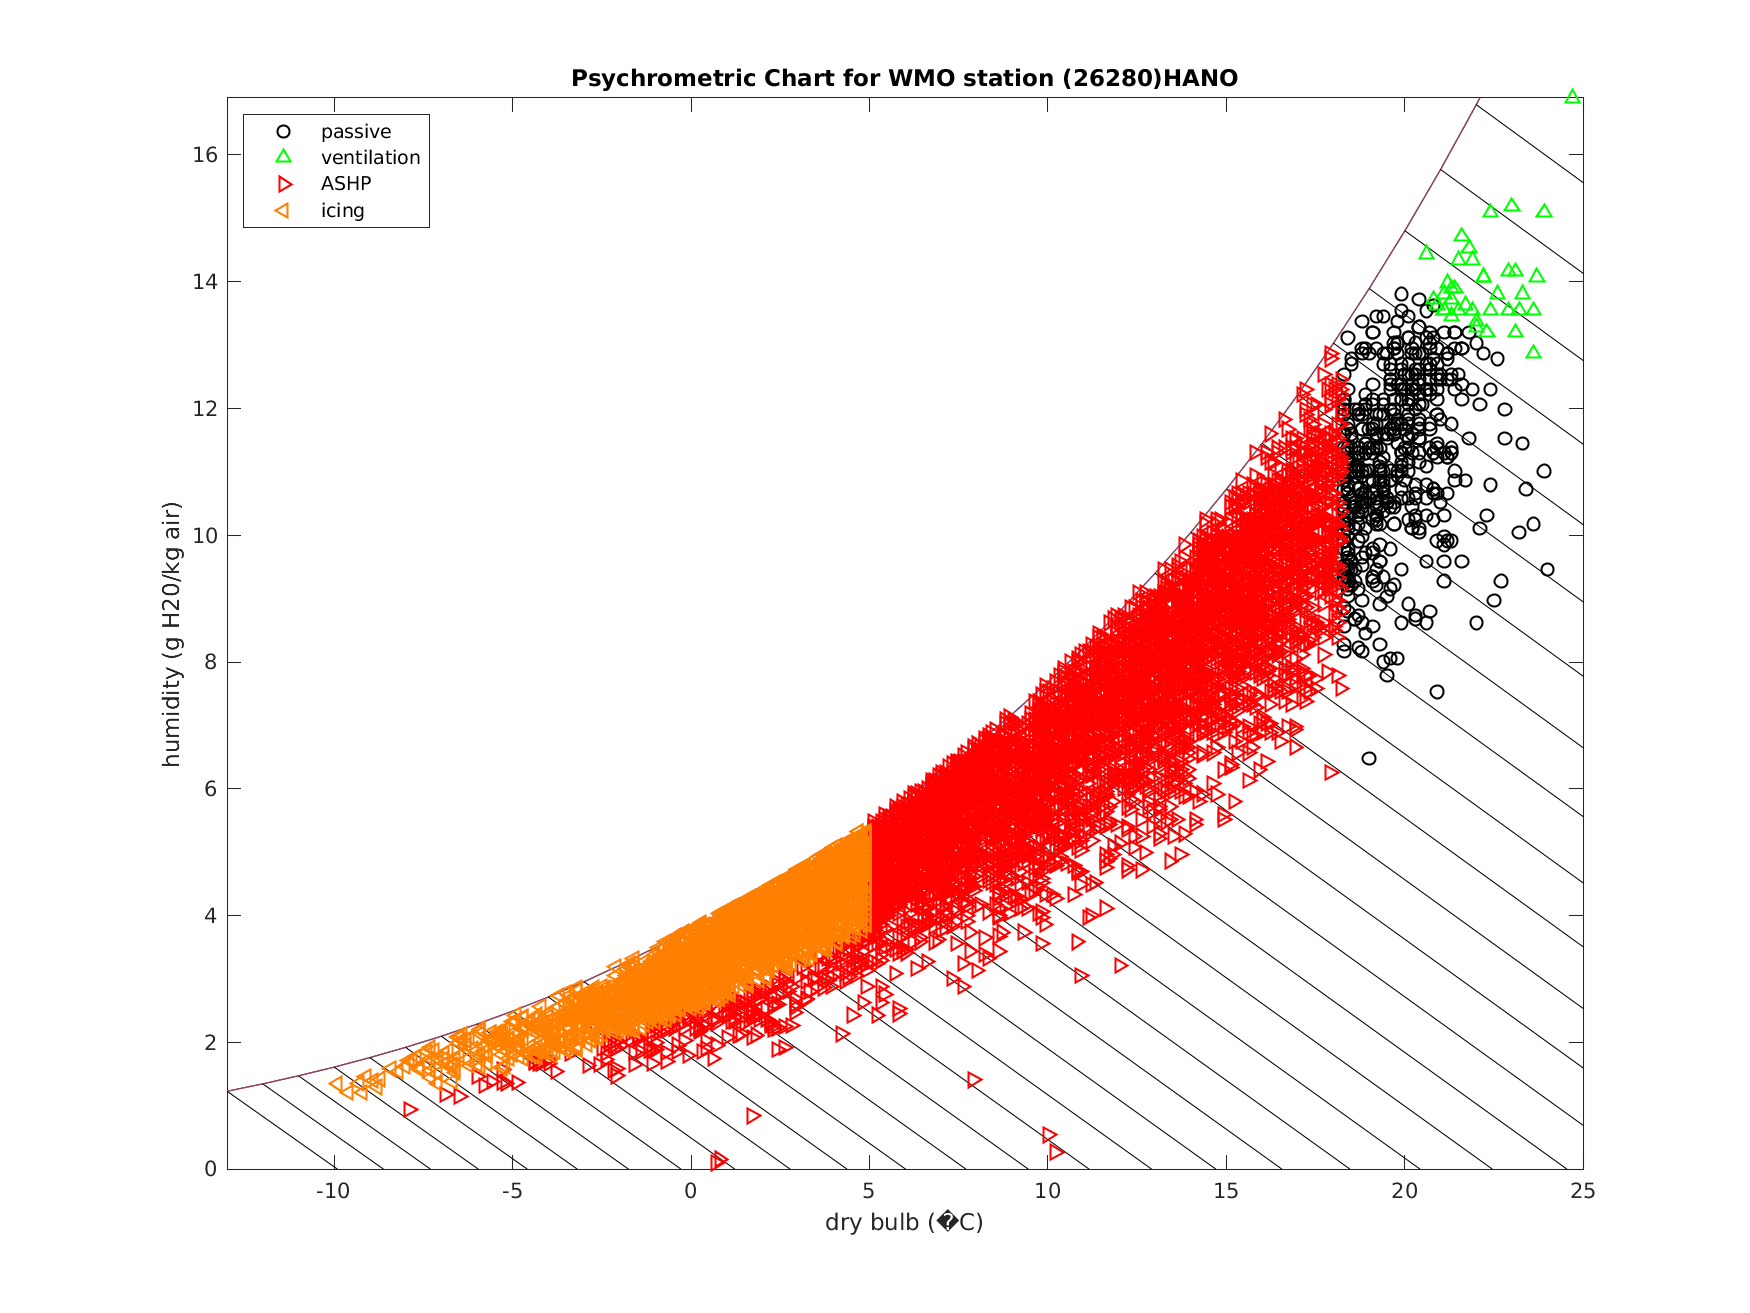 Psychrometric Chart for WMO station (26280)HANO
passive
ventilation
ASHP
icing
16
14
12
10
8
6
4
2
0
humidity (g H20/kg air)
-10 -5 0 5 10 15 20 25
dry bulb (�C)